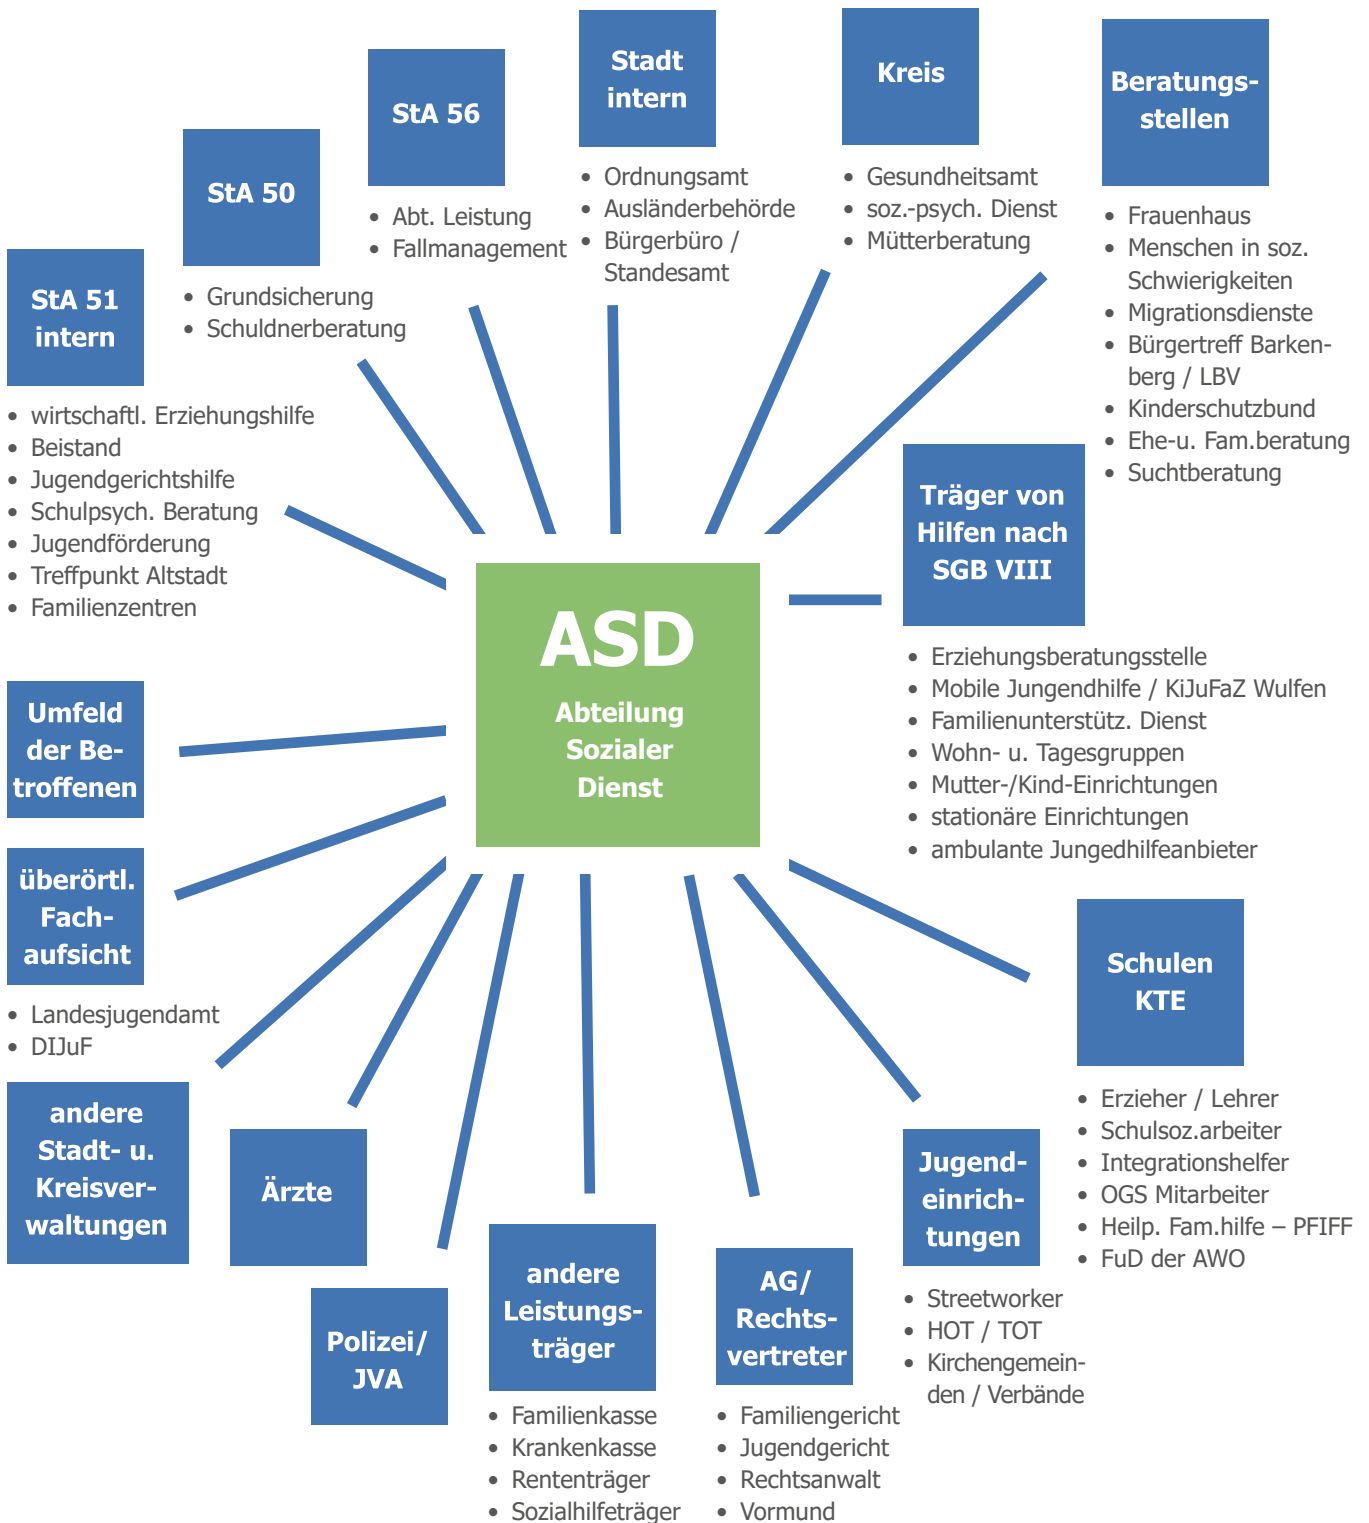 StA 51
intern
• wirtschaftl. Erziehungshilfe
• Beistand
• Jugendgerichtshilfe
• Schulpsych. Beratung
• Jugendförderung
• Treffpunkt Altstadt
• Familienzentren
StA 50
• Grundsicherung
• Schuldnerberatung
StA 56
• Abt. Leistung
• Fallmanagement
Stadt
intern
• Ordnungsamt
• Ausländerbehörde
• Bürgerbüro /
Standesamt
Kreis
• Gesundheitsamt
• soz.-psych. Dienst
• Mütterberatung
Beratungs-
stellen
• Frauenhaus
• Menschen in soz.
Schwierigkeiten
• Migrationsdienste
• Bürgertreff Barken-
berg / LBV
• Kinderschutzbund
• Ehe-u. Fam.beratung
• Suchtberatung
Träger von
Hilfen nach
SGB VIII
• Erziehungsberatungsstelle
• Mobile Jungendhilfe / KiJuFaZ Wulfen
• Familienunterstütz. Dienst
• Wohn- u. Tagesgruppen
• Mutter-/Kind-Einrichtungen
• stationäre Einrichtungen
• ambulante Jungedhilfeanbieter
ASD
Abteilung
Sozialer
Dienst
Umfeld
der Be-
troffenen
überörtl.
Fach-
aufsicht
• Landesjugendamt
• DIJuF
andere
Stadt- u.
Kreisver-
waltungen
Ärzte
Polizei/
JVA
andere
Leistungs-
träger
• Familienkasse
• Krankenkasse
• Rententräger
• Sozialhilfeträger
AG/
Rechts-
vertreter
• Familiengericht
• Jugendgericht
• Rechtsanwalt
• Vormund
Jugend-
einrich-
tungen
• Streetworker
• HOT / TOT
• Kirchengemein-
den / Verbände
Schulen
KTE
• Erzieher / Lehrer
• Schulsoz.arbeiter
• Integrationshelfer
• OGS Mitarbeiter
• Heilp. Fam.hilfe – PFIFF
• FuD der AWO